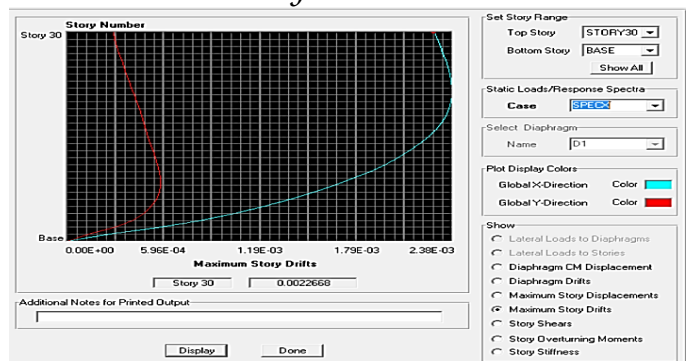 Story Number
Story 30
Base
0.00E+00 5.96E-04 1.19E-03 1.79E-03 2.38E-03
Maximum Story Drifts
Story 30 0.0022668
Additional Notes for Printed Output
Display Done
Set Story Range
Top Story STORY30
Bottom Story BASE
Show All
Static Loads/Response Spectra
Case SPECX
Select Diaphragm
Name D1
Plot Display Colors
Global X-Direction Color
Global Y-Direction Color
Show
Lateral Loads to Diaphragms
Lateral Loads to Stories
Diaphragm CM Displacement
Diaphragm Drifts
Maximum Story Displacements
Maximum Story Drifts
Story Shears
Story Overturning Moments
Story Stiffness